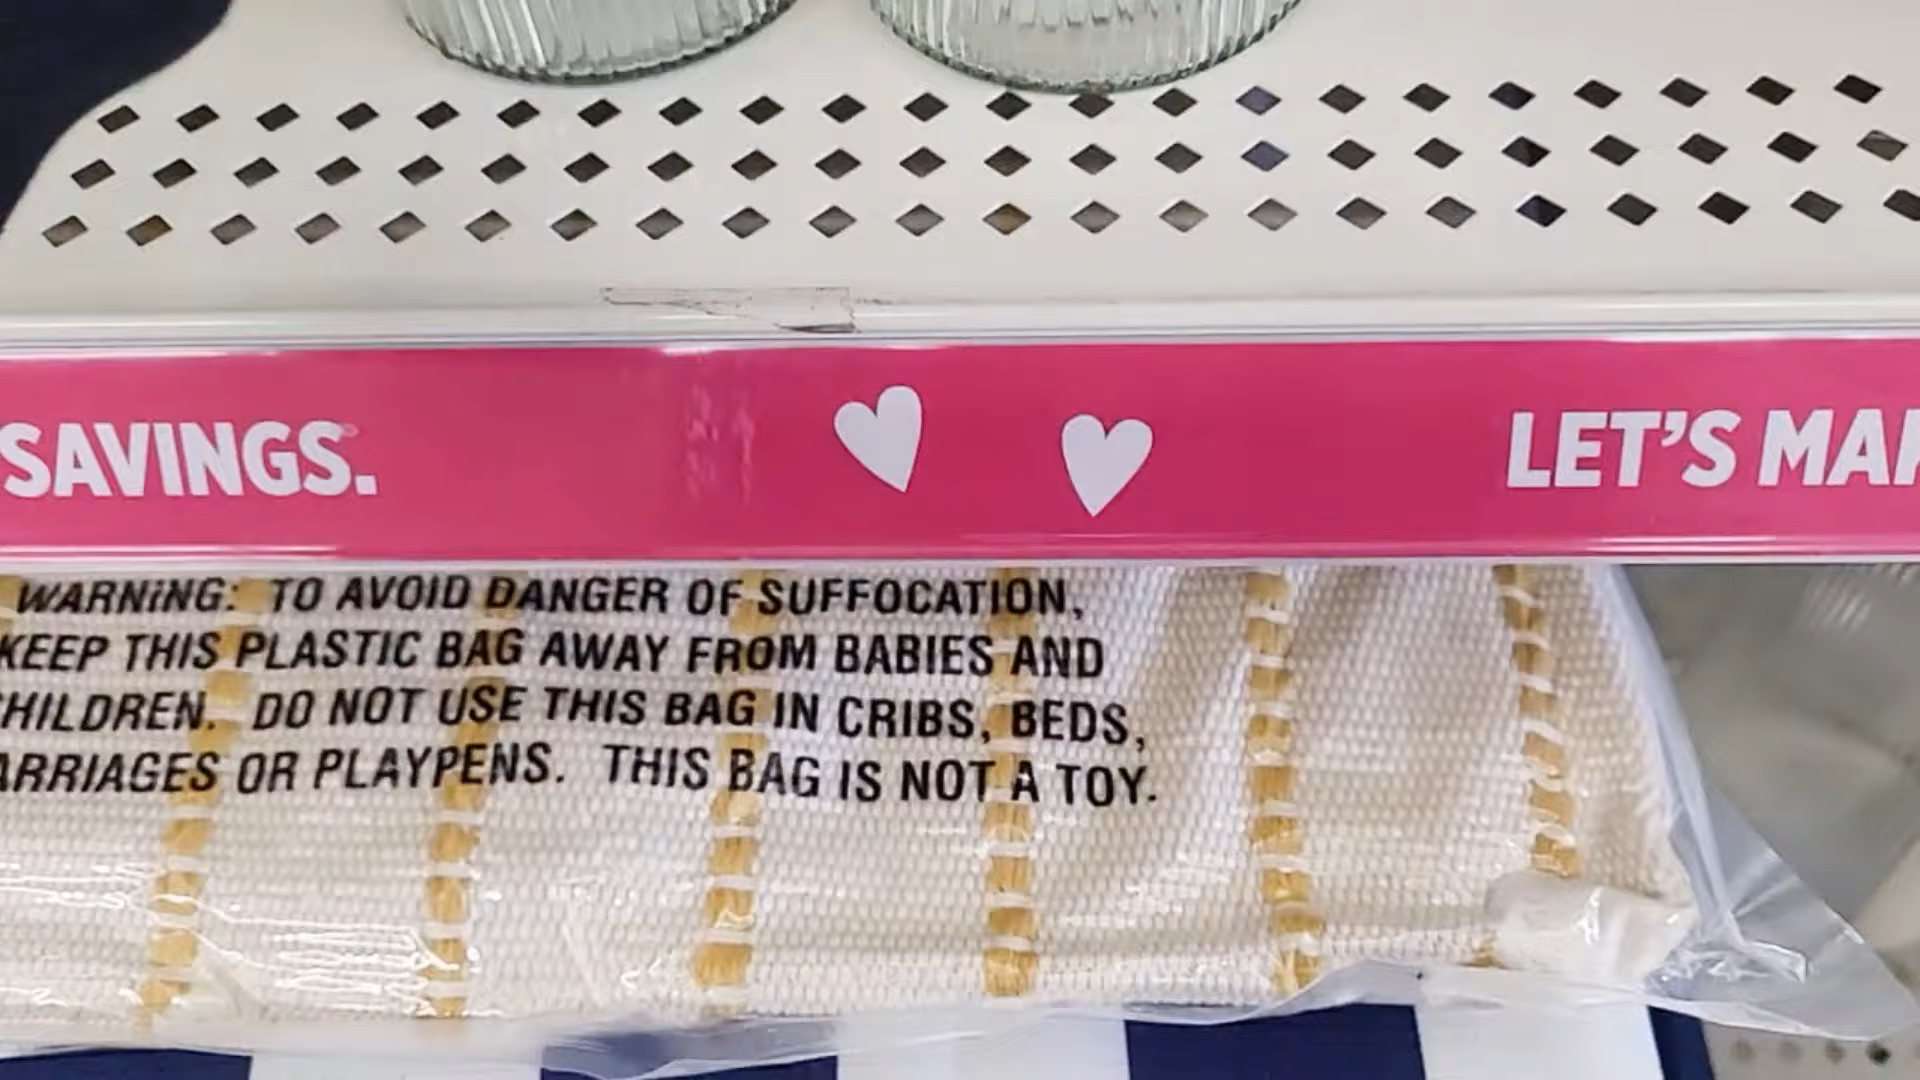 SAVINGS.
LET'S
WARNING: TO AVOID DANGER OF SUFFOCATION,
KEEP THIS PLASTIC BAG AWAY FROM BABIES AND
HILDREN. DO NOT USE THIS BAG IN CRIBS, BEDS,
ARRIAGES OR PLAYPENS. THIS BAG IS NOT A TOY.